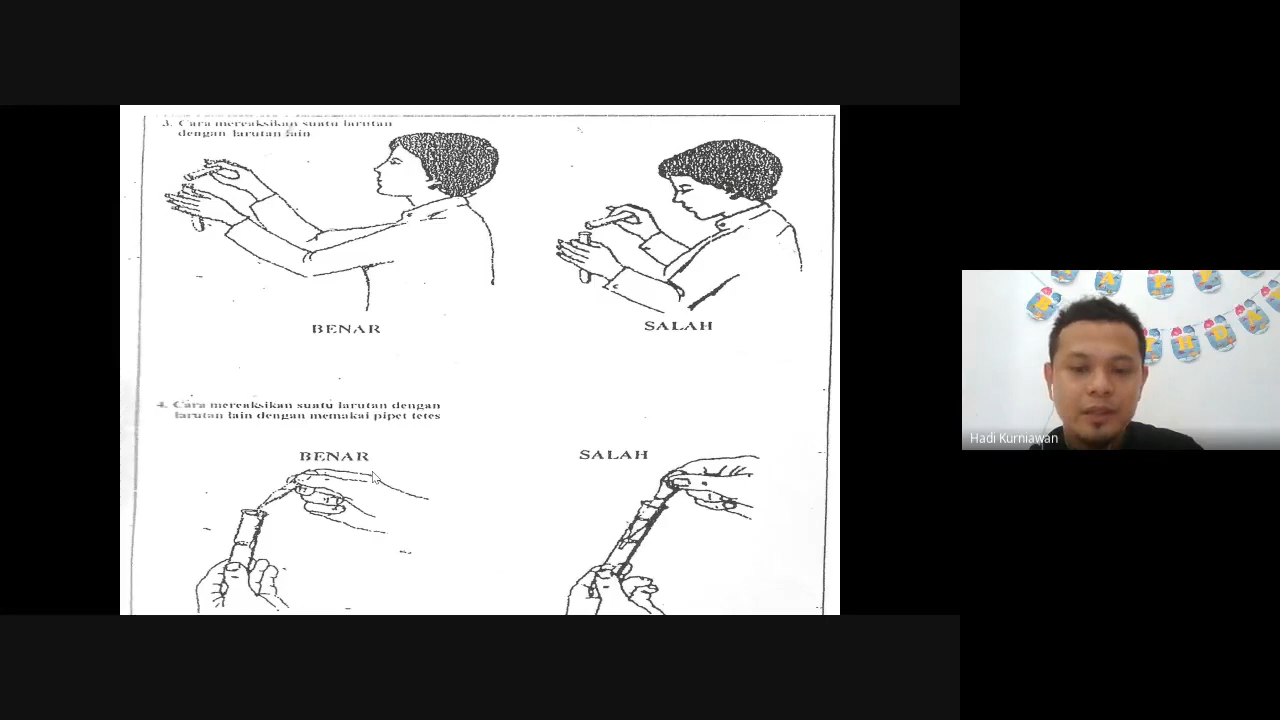 3. Cara mereaksikan suatu larutan
dengan larutan lain
BENAR
SALAH
4. Cara mereaksikan suatu larutan dengan
larutan lain dengan memakai pipet tetes
BENAR
SALAH
Hadi Kurniawan